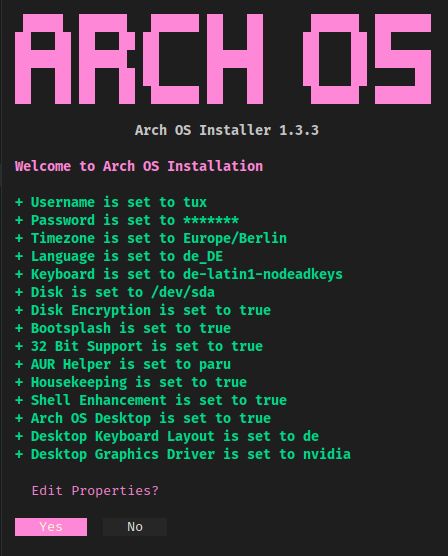 ARCH OS
Arch OS Installer 1.3.3
Welcome to Arch OS Installation
+ Username is set to tux
+ Password is set to *******
+ Timezone is set to Europe/Berlin
+ Language is set to de_DE
+ Keyboard is set to de-latin1-nodeadkeys
+ Disk is set to /dev/sda
+ Disk Encryption is set to true
+ Bootsplash is set to true
+ 32 Bit Support is set to true
+ AUR Helper is set to paru
+ Housekeeping is set to true
+ Shell Enhancement is set to true
+ Arch OS Desktop is set to true
+ Desktop Keyboard Layout is set to de
+ Desktop Graphics Driver is set to nvidia
Edit Properties?
Yes No